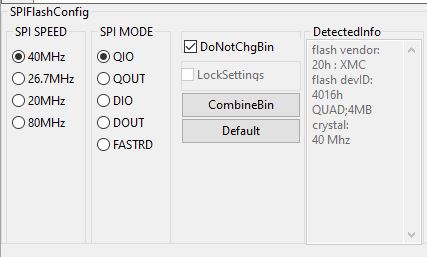 SPIFlashConfig
SPI SPEED
40MHz
26.7MHz
20MHz
80MHz
SPI MODE
QIO
QOUT
DIO
DOUT
FASTRD
DoNotChgBin
LockSettings
CombineBin
Default
DetectedInfo
flash vendor:
20h : XMC
flash devID:
4016h
QUAD;4MB
crystal:
40 Mhz